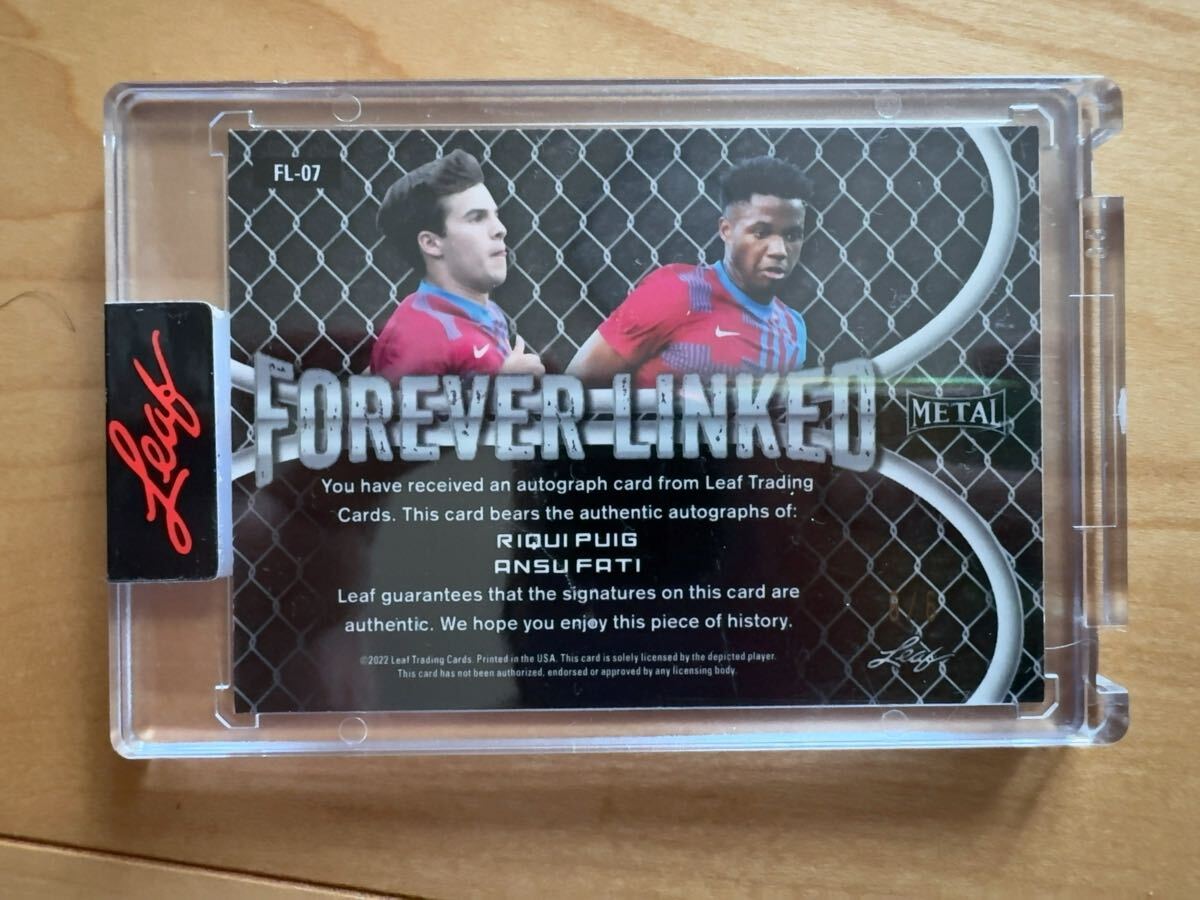 FL-07
Leaf
FOREVER LINKED
METAL
You have received an autograph card from Leaf Trading
Cards. This card bears the authentic autographs of:
RIQUI PUIG
ANSU FATI
Leaf guarantees that the signatures on this card are
authentic. We hope you enjoy this piece of history.
©2022 Leaf Trading Cards. Printed in the USA. This card is solely licensed by the depicted player.
This card has not been authorized, endorsed or approved by any licensing body.
Leaf